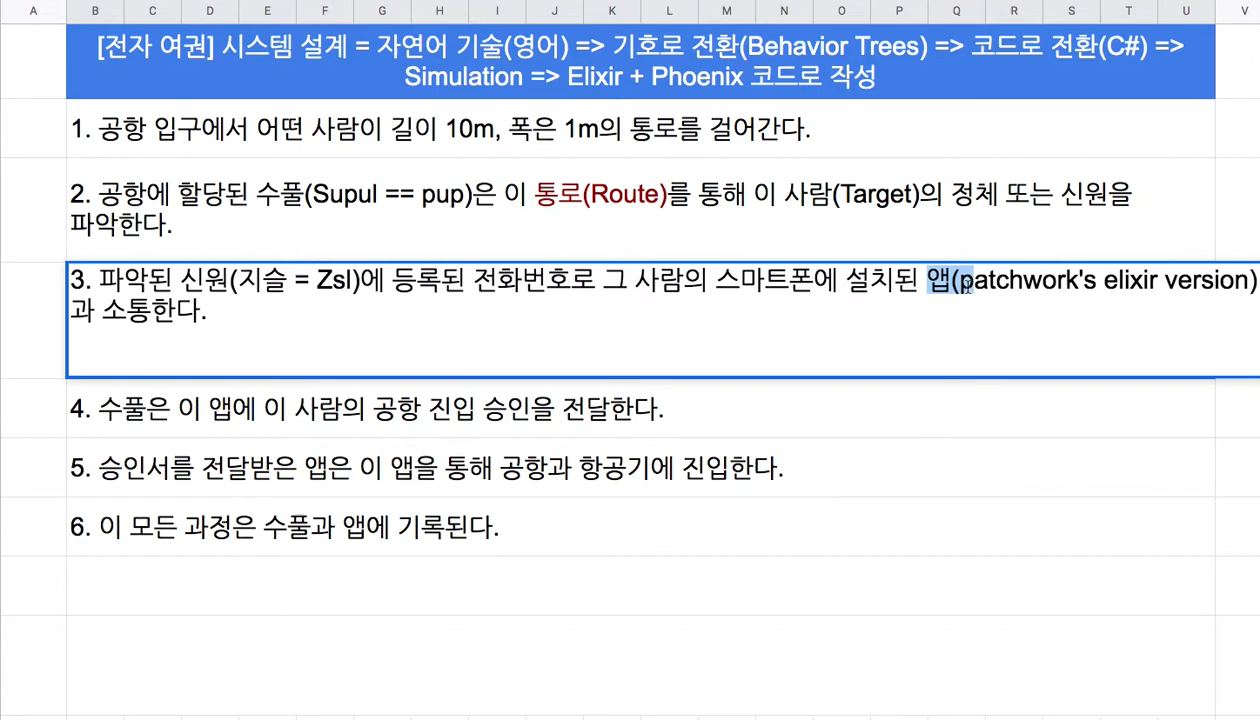 A B C D E F G H I J K L M N O P Q R S T U V
[전자 여권] 시스템 설계 = 자연어 기술(영어) => 기호로 전환(Behavior Trees) => 코드로 전환(C#) =>
Simulation => Elixir + Phoenix 코드로 작성
1. 공항 입구에서 어떤 사람이 길이 10m, 폭은 1m의 통로를 걸어간다.
2. 공항에 할당된 수풀(Supul == pup)은 이 통로(Route)를 통해 이 사람(Target)의 정체 또는 신원을
파악한다.
3. 파악된 신원(지슬 = Zsl)에 등록된 전화번호로 그 사람의 스마트폰에 설치된 앱(patchwork's elixir version)
과 소통한다.
4. 수풀은 이 앱에 이 사람의 공항 진입 승인을 전달한다.
5. 승인서를 전달받은 앱은 이 앱을 통해 공항과 항공기에 진입한다.
6. 이 모든 과정은 수풀과 앱에 기록된다.